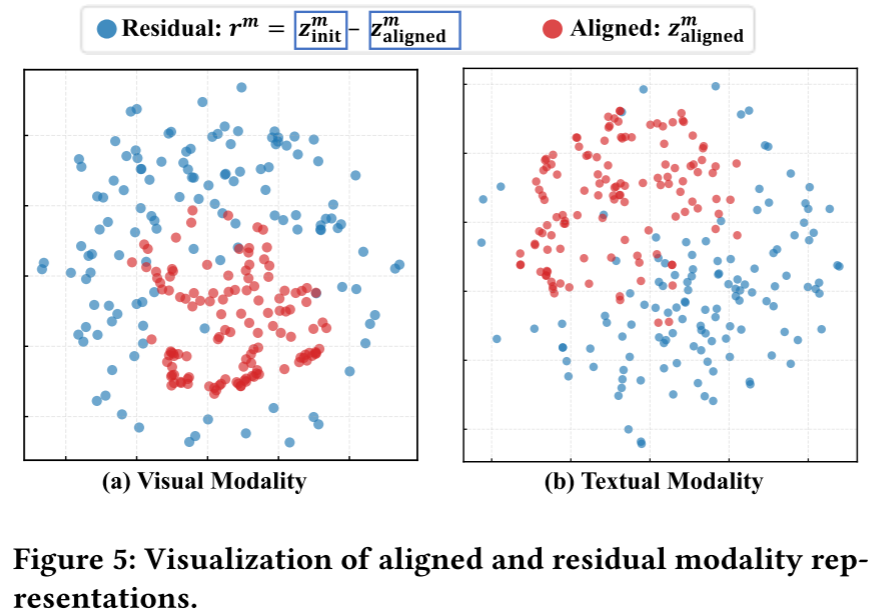 Residual: r^m = z^m_init − z^m_aligned Aligned: z^m_aligned
(a) Visual Modality
(b) Textual Modality
Figure 5: Visualization of aligned and residual modality rep-
resentations.